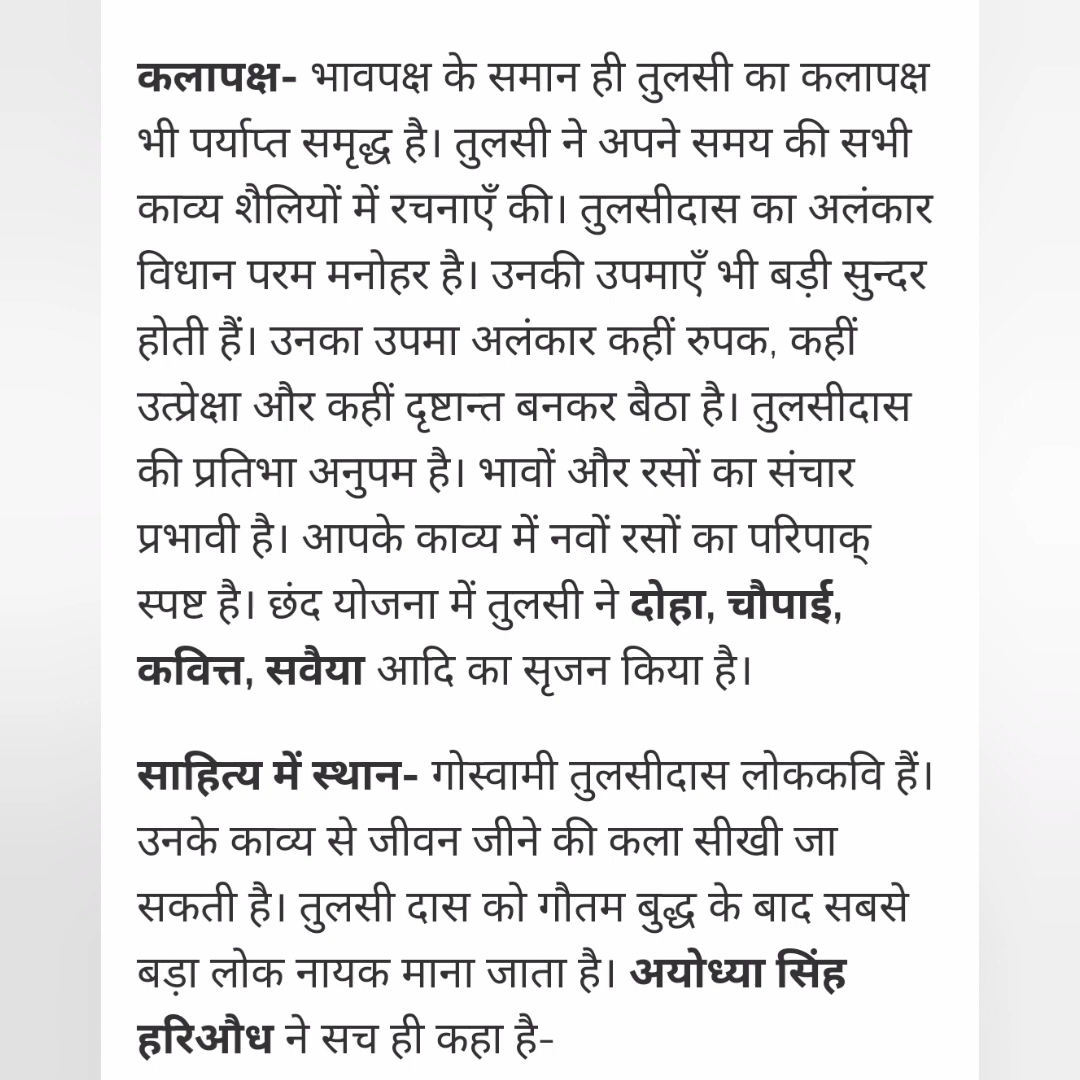 कलापक्ष- भावपक्ष के समान ही तुलसी का कलापक्ष
भी पर्याप्त समृद्ध है। तुलसी ने अपने समय की सभी
काव्य शैलियों में रचनाएँ की। तुलसीदास का अलंकार
विधान परम मनोहर है। उनकी उपमाएँ भी बड़ी सुन्दर
होती हैं। उनका उपमा अलंकार कहीं रुपक, कहीं
उत्प्रेक्षा और कहीं दृष्टान्त बनकर बैठा है। तुलसीदास
की प्रतिभा अनुपम है। भावों और रसों का संचार
प्रभावी है। आपके काव्य में नवों रसों का परिपाक्
स्पष्ट है। छंद योजना में तुलसी ने दोहा, चौपाई,
कवित्त, सवैया आदि का सृजन किया है।
साहित्य में स्थान- गोस्वामी तुलसीदास लोककवि हैं।
उनके काव्य से जीवन जीने की कला सीखी जा
सकती है। तुलसी दास को गौतम बुद्ध के बाद सबसे
बड़ा लोक नायक माना जाता है। अयोध्या सिंह
हरिऔध ने सच ही कहा है-